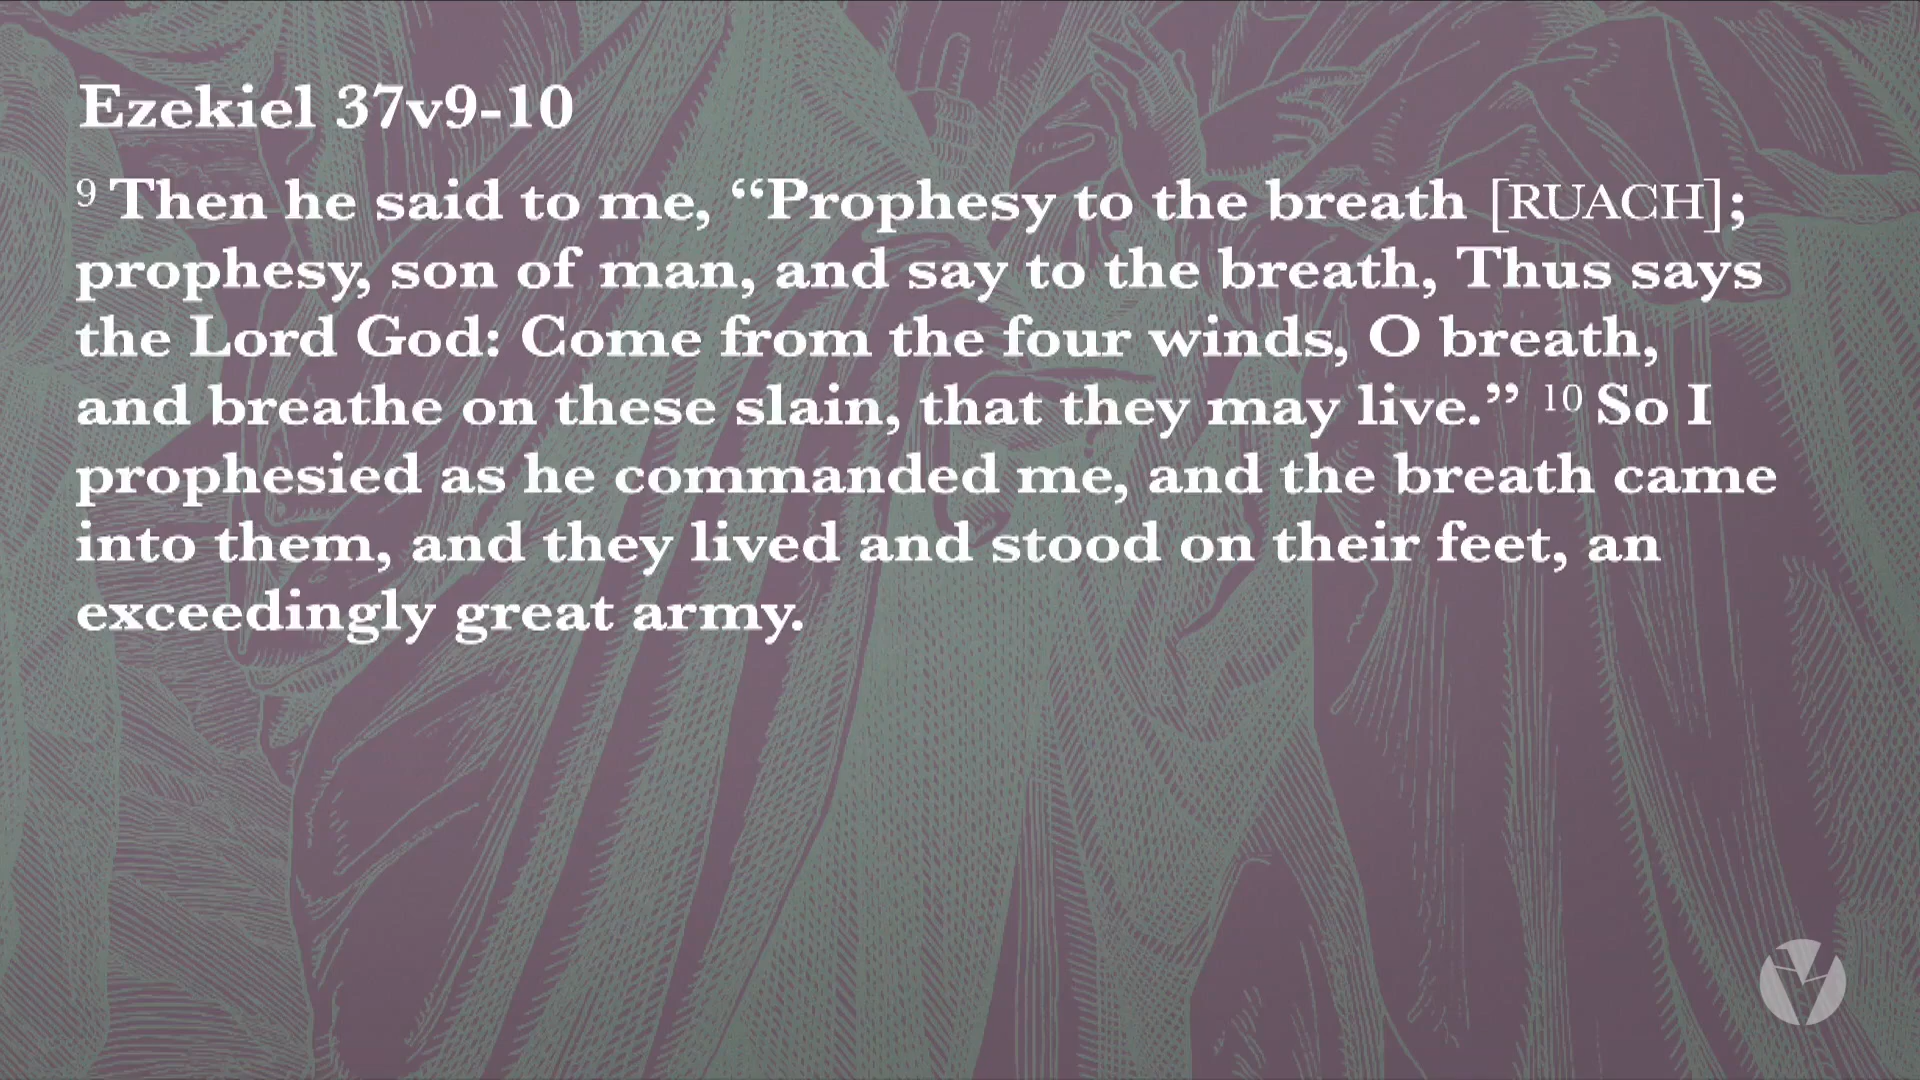 Ezekiel 37v9-10
9 Then he said to me, “Prophesy to the breath [RUACH];
prophesy, son of man, and say to the breath, Thus says
the Lord God: Come from the four winds, O breath,
and breathe on these slain, that they may live.” 10 So I
prophesied as he commanded me, and the breath came
into them, and they lived and stood on their feet, an
exceedingly great army.